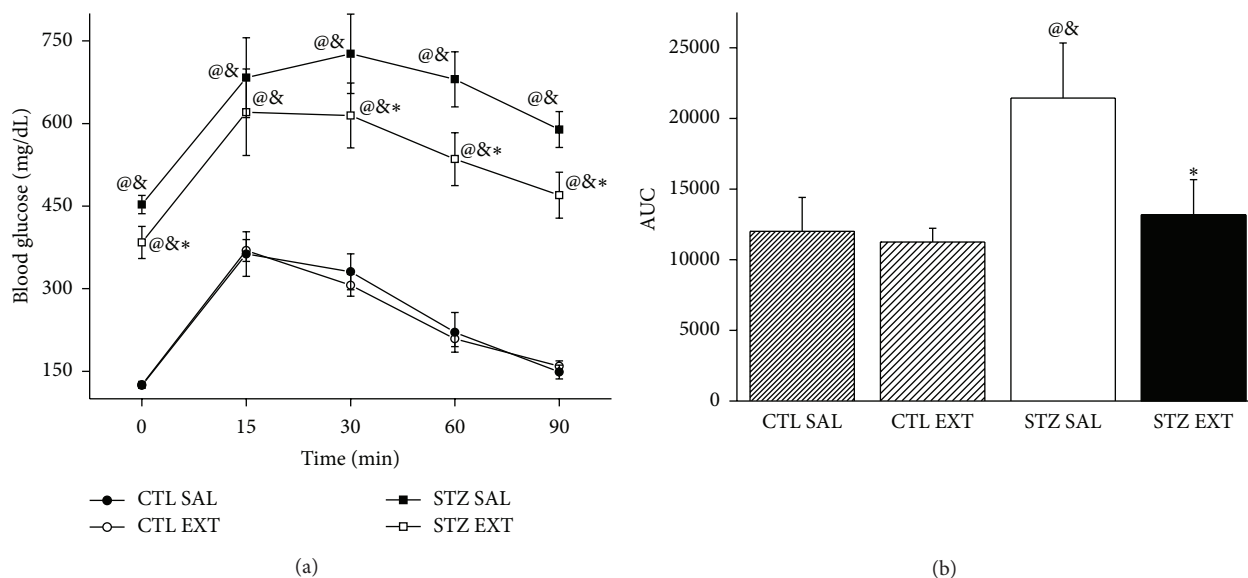 Blood glucose (mg/dL)
750
600
450
300
150
@&
@&
@&
@&
@&
@&
@&*
@&*
@&*
@&*
0 15 30 60 90
Time (min)
CTL SAL
CTL EXT
STZ SAL
STZ EXT
(a)
AUC
25000
20000
15000
10000
5000
0
@&
*
CTL SAL CTL EXT STZ SAL STZ EXT
(b)